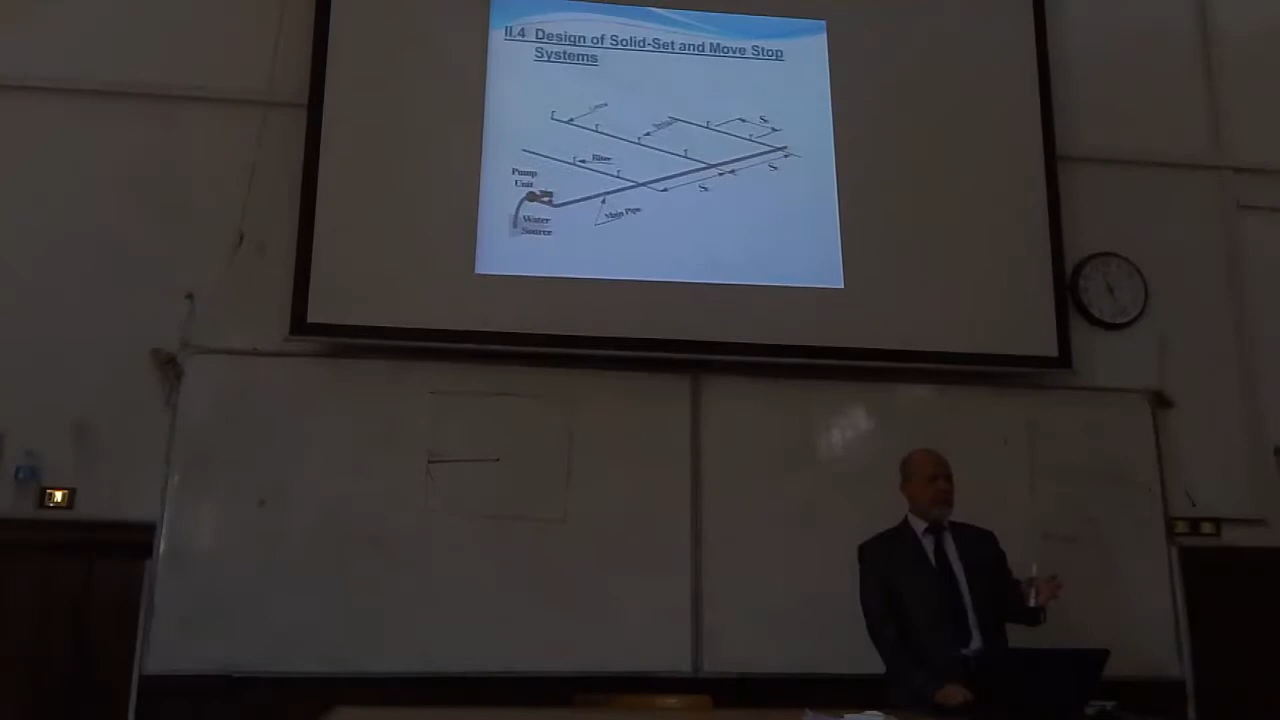 II.4 Design of Solid-Set and Move Stop
Systems
S
Riser
S
S
Pump
Unit
Main Pipe
Water
Source